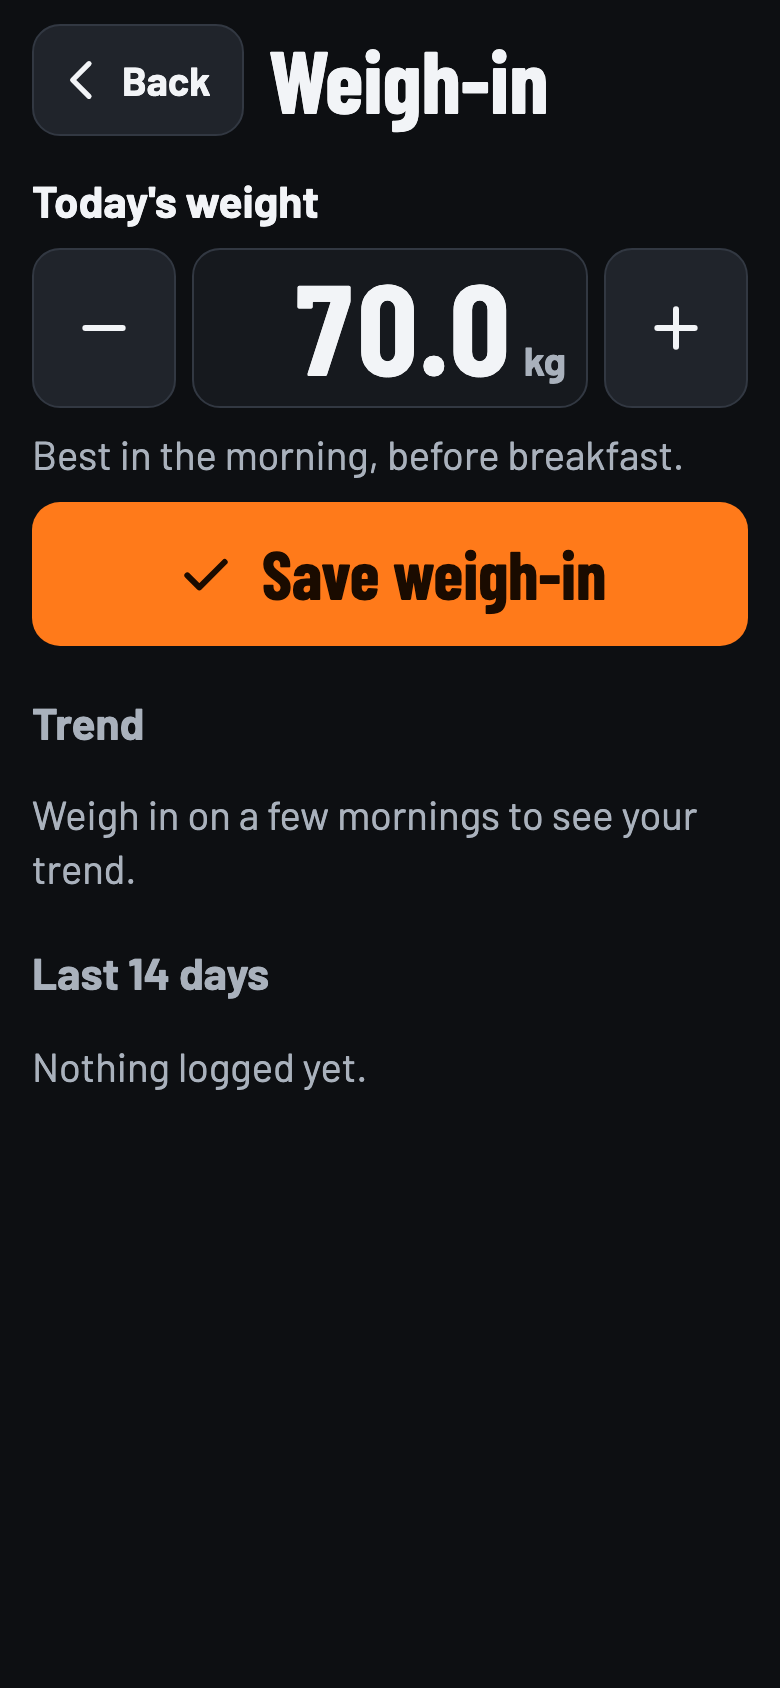 Back
Weigh-in
Today's weight
70.0 kg
Best in the morning, before breakfast.
Save weigh-in
Trend
Weigh in on a few mornings to see your
trend.
Last 14 days
Nothing logged yet.